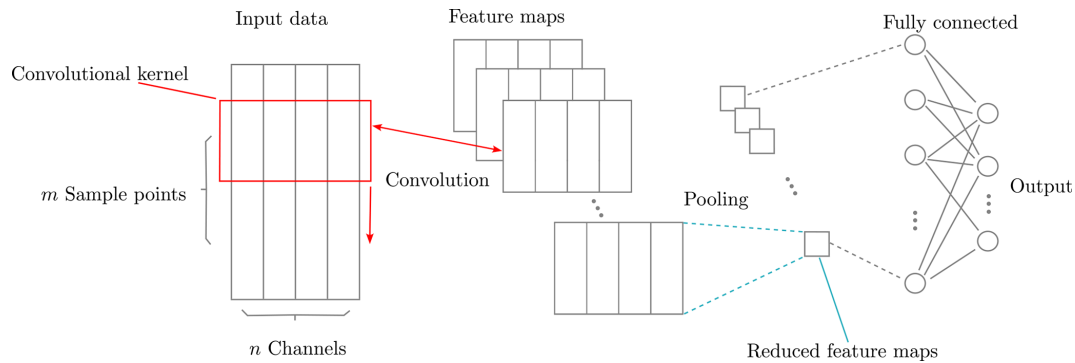 Input data
Feature maps
Fully connected
Convolutional kernel
Convolution
m Sample points
Pooling
Output
n Channels
Reduced feature maps